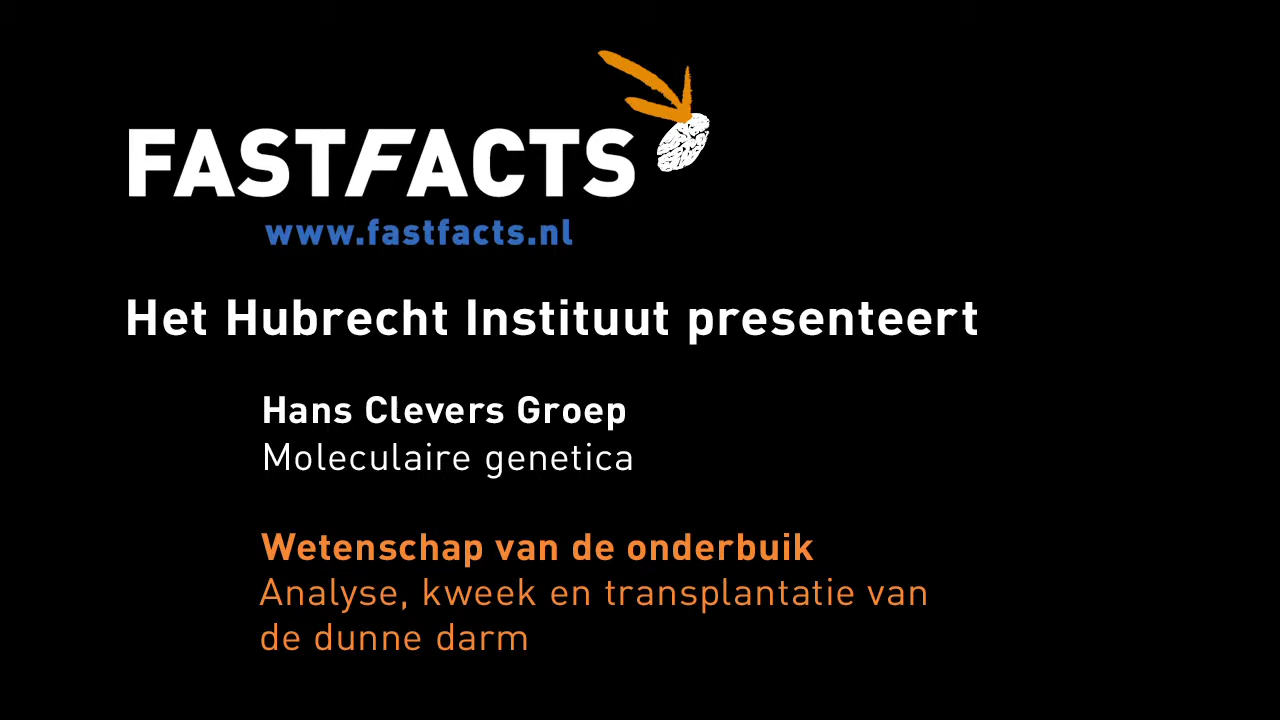 FASTFACTS
www.fastfacts.nl
Het Hubrecht Instituut presenteert
Hans Clevers Groep
Moleculaire genetica
Wetenschap van de onderbuik
Analyse, kweek en transplantatie van
de dunne darm